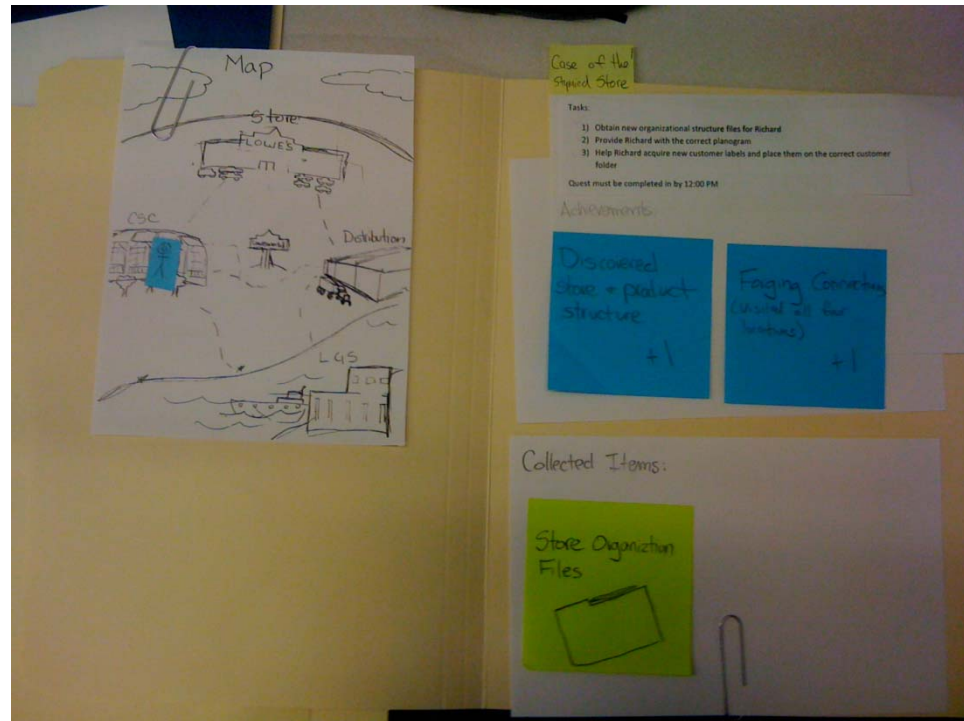 Map
Store
LOWE'S
CSC
Distribution
LGS
Case of the
Store
Tasks:
1) Obtain new organizational structure files for Richard
2) Provide Richard with the correct planogram
3) Help Richard acquire new customer labels and place them on the correct customer
folder
Quest must be completed in by 12:00 PM
Achievements:
Discovered
Store + product
structure
+1
Forging Connections
(visited all four
locations)
+1
Collected Items:
Store Organiztion
Files